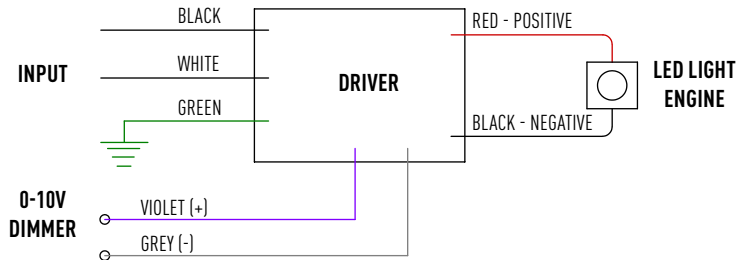 BLACK
RED - POSITIVE
INPUT
WHITE
DRIVER
LED LIGHT
ENGINE
GREEN
BLACK - NEGATIVE
0-10V
DIMMER
VIOLET (+)
GREY (-)